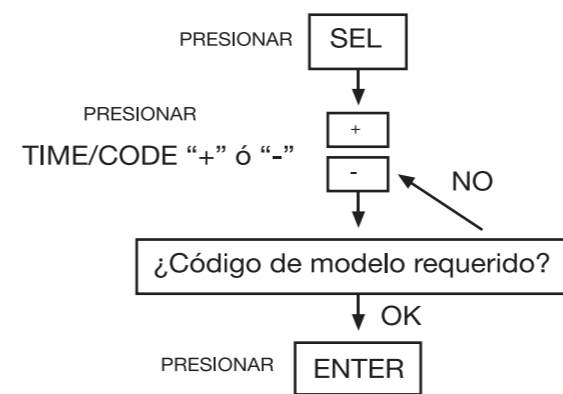 PRESIONAR SEL
PRESIONAR
+
TIME/CODE “+” ó “-”
-
NO
¿Código de modelo requerido?
OK
PRESIONAR ENTER